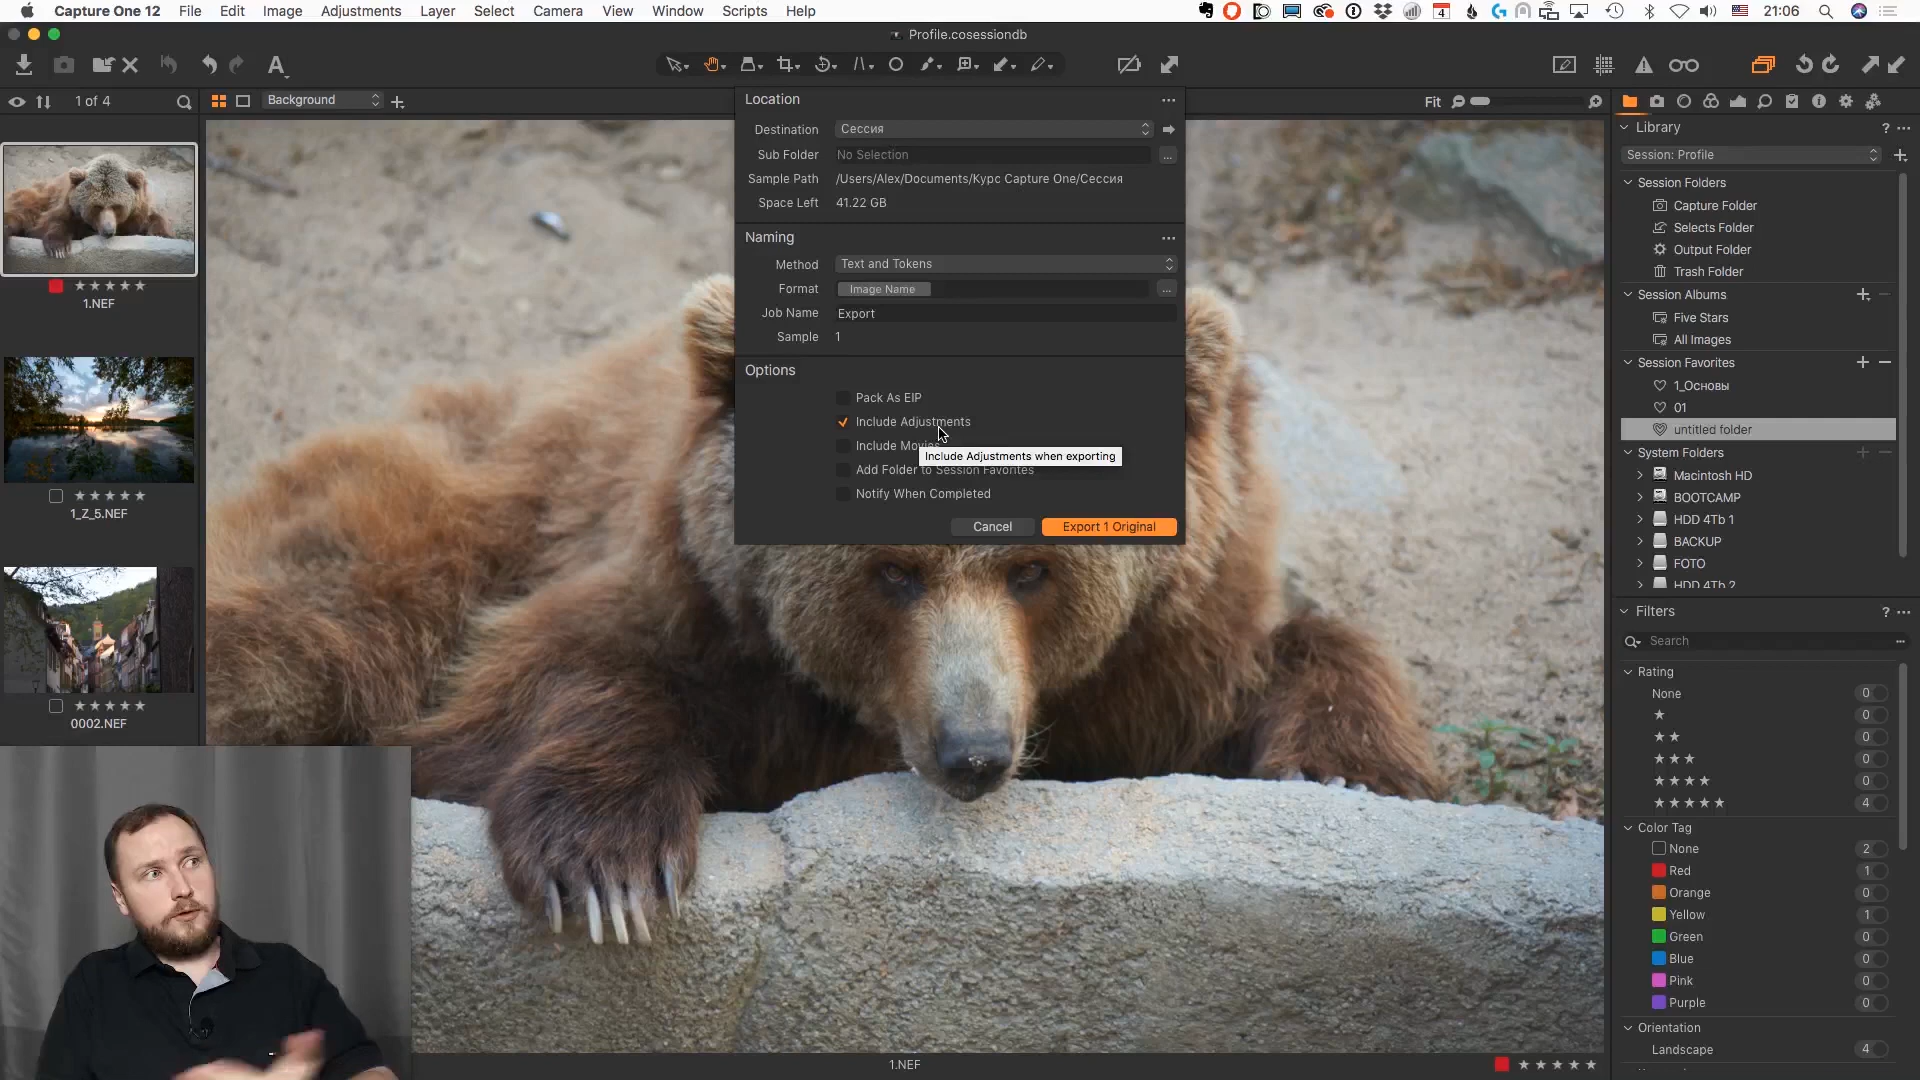 Capture One 12 File Edit Image Adjustments Layer Select Camera View Window Scripts Help 4 21:06
Profile.cosessiondb
A
1 of 4 Background Fit
Location
Destination Сессия
Sub Folder No Selection ...
Sample Path /Users/Alex/Documents/Курс Capture One/Сессия
Space Left 41.22 GB
Naming
Method Text and Tokens
Format Image Name ...
Job Name Export
Sample 1
Options
Pack As EIP
Include Adjustments
Include Movies
Include Adjustments when exporting
Add Folder to Session Favorites
Notify When Completed
Cancel Export 1 Original
1.NEF
1_Z_5.NEF
0002.NEF
1.NEF
Library ?
Session: Profile
Session Folders
Capture Folder
Selects Folder
Output Folder
Trash Folder
Session Albums
Five Stars
All Images
Session Favorites
1_Основы
01
untitled folder
System Folders
Macintosh HD
BOOTCAMP
HDD 4Tb 1
BACKUP
FOTO
HDD 4Tb 2
Filters ?
Search
Rating
None 0
★ 0
★★ 0
★★★ 0
★★★★ 0
★★★★★ 4
Color Tag
None 2
Red 1
Orange 0
Yellow 1
Green 0
Blue 0
Pink 0
Purple 0
Orientation
Landscape 4